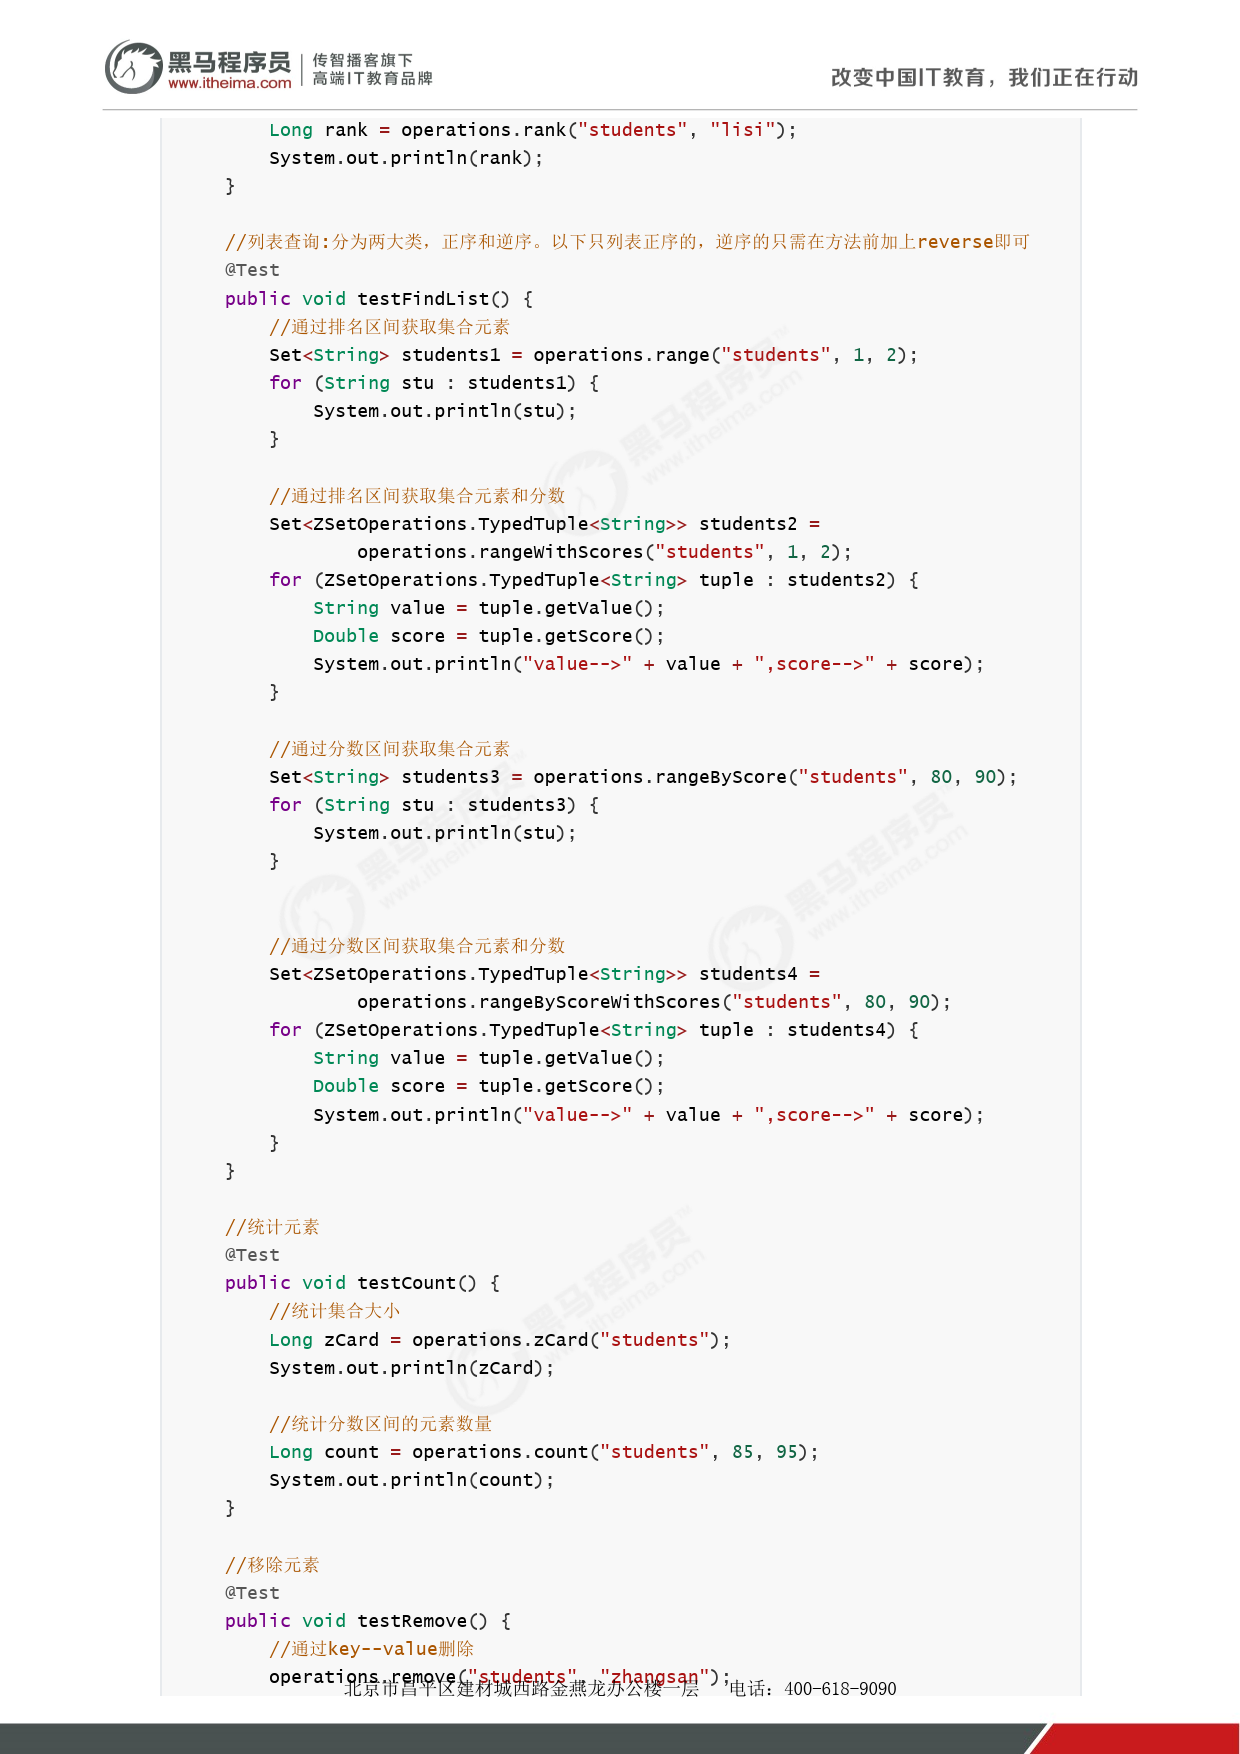 黑马程序员
www.itheima.com
传智播客旗下
高端IT教育品牌
改变中国IT教育，我们正在行动
Long rank = operations.rank("students", "lisi");
System.out.println(rank);
}
//列表查询:分为两大类，正序和逆序。以下只列表正序的，逆序的只需在方法前加上reverse即可
@Test
public void testFindList() {
//通过排名区间获取集合元素
Set<String> students1 = operations.range("students", 1, 2);
for (String stu : students1) {
System.out.println(stu);
}
//通过排名区间获取集合元素和分数
Set<ZSetOperations.TypedTuple<String>> students2 =
operations.rangeWithScores("students", 1, 2);
for (ZSetOperations.TypedTuple<String> tuple : students2) {
String value = tuple.getValue();
Double score = tuple.getScore();
System.out.println("value-->" + value + ",score-->" + score);
}
//通过分数区间获取集合元素
Set<String> students3 = operations.rangeByScore("students", 80, 90);
for (String stu : students3) {
System.out.println(stu);
}
//通过分数区间获取集合元素和分数
Set<ZSetOperations.TypedTuple<String>> students4 =
operations.rangeByScoreWithScores("students", 80, 90);
for (ZSetOperations.TypedTuple<String> tuple : students4) {
String value = tuple.getValue();
Double score = tuple.getScore();
System.out.println("value-->" + value + ",score-->" + score);
}
}
//统计元素
@Test
public void testCount() {
//统计集合大小
Long zCard = operations.zCard("students");
System.out.println(zCard);
//统计分数区间的元素数量
Long count = operations.count("students", 85, 95);
System.out.println(count);
}
//移除元素
@Test
public void testRemove() {
//通过key--value删除
operations.remove("students", "zhangsan");
北京市昌平区建材城西路金燕龙办公楼一层 电话：400-618-9090